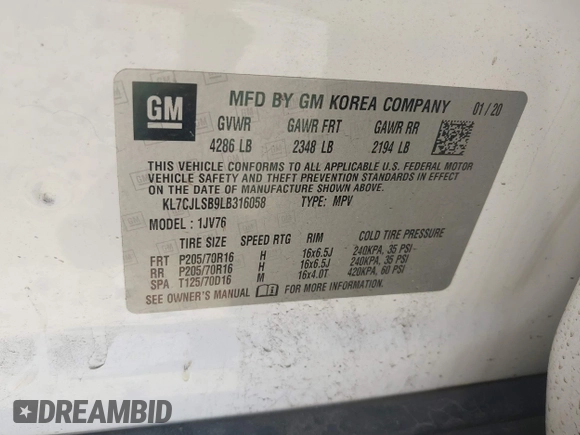 GM
MFD BY GM KOREA COMPANY 01/20
GVWR GAWR FRT GAWR RR
4286 LB 2348 LB 2194 LB
THIS VEHICLE CONFORMS TO ALL APPLICABLE U.S. FEDERAL MOTOR
VEHICLE SAFETY AND THEFT PREVENTION STANDARDS IN
EFFECT ON THE DATE OF MANUFACTURE SHOWN ABOVE.
KL7CJLSB9LB316058 TYPE: MPV
MODEL: 1JV76
TIRE SIZE SPEED RTG RIM COLD TIRE PRESSURE
FRT P205/70R16 H 16x6.5J 240KPA, 35 PSI
RR P205/70R16 H 16x6.5J 240KPA, 35 PSI
SPA T125/70D16 M 16x4.0T 420KPA, 60 PSI
SEE OWNER'S MANUAL FOR MORE INFORMATION.
DREAMBID